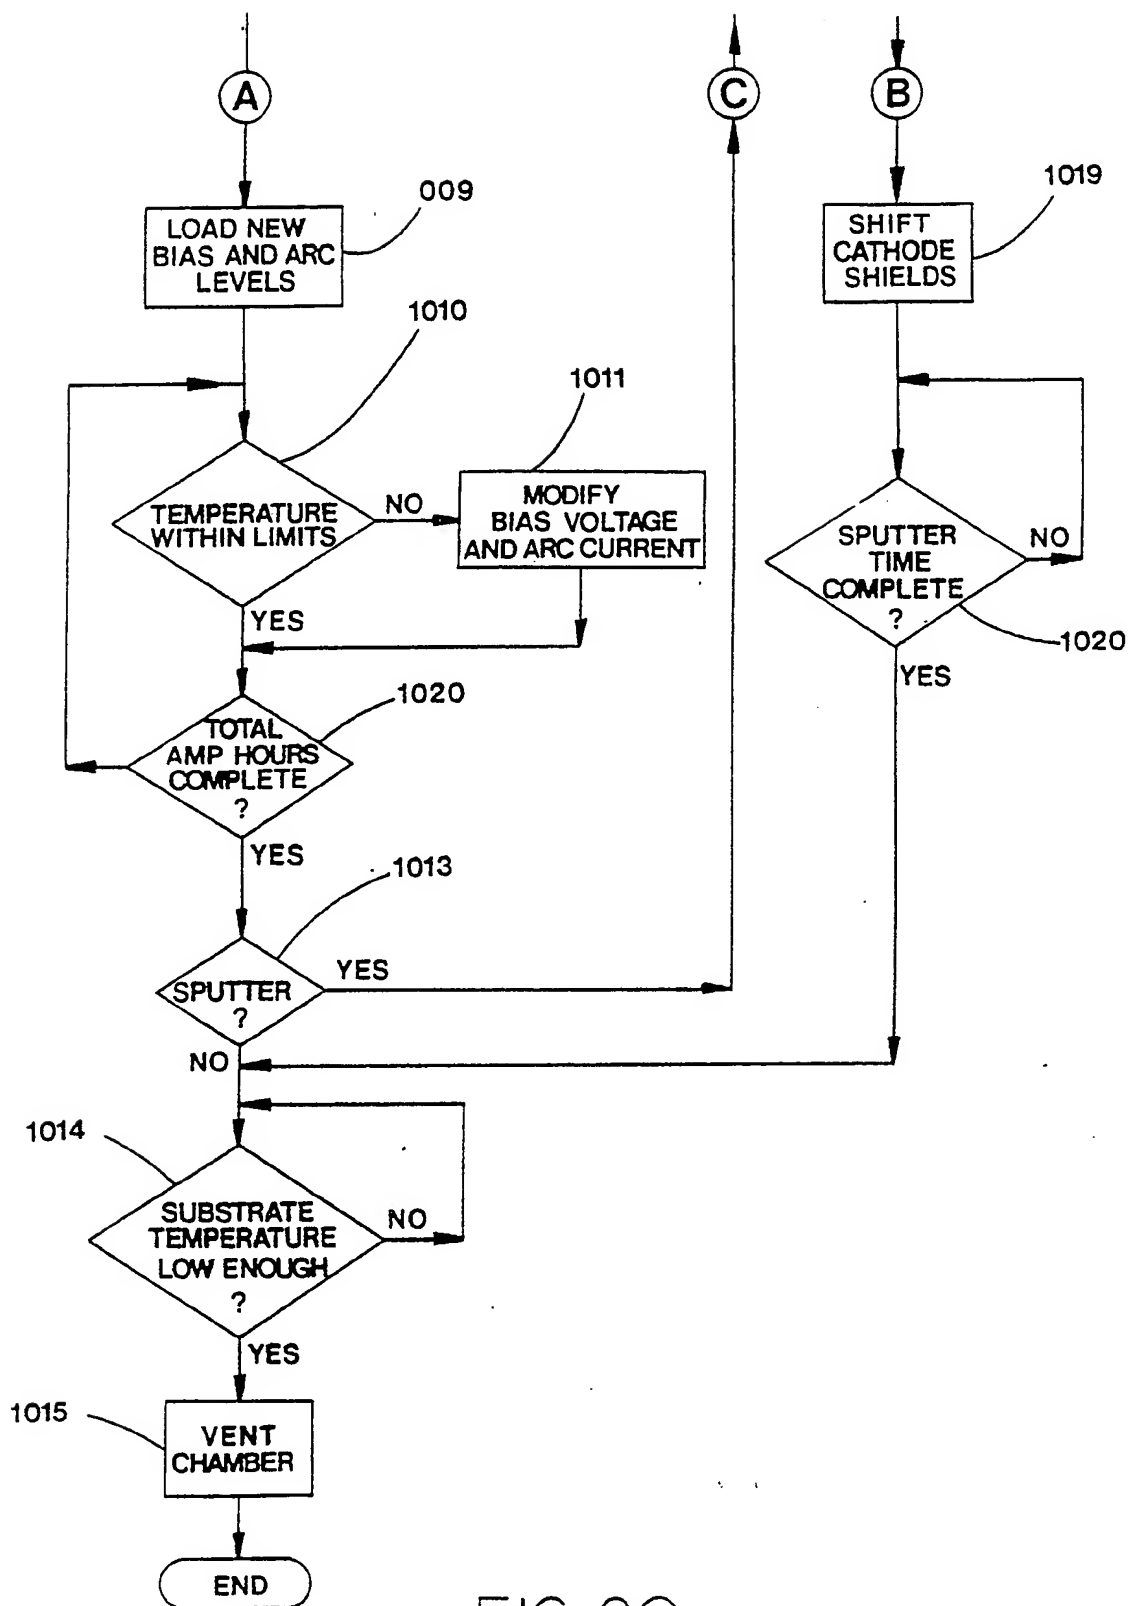 A
C
B
009
LOAD NEW
BIAS AND ARC
LEVELS
1019
SHIFT
CATHODE
SHIELDS
1010
1011
TEMPERATURE
WITHIN LIMITS
NO
MODIFY
BIAS VOLTAGE
AND ARC CURRENT
YES
SPUTTER
TIME
COMPLETE
?
NO
1020
YES
1020
TOTAL
AMP HOURS
COMPLETE
?
YES
1013
SPUTTER
?
YES
NO
1014
SUBSTRATE
TEMPERATURE
LOW ENOUGH
?
NO
YES
1015
VENT
CHAMBER
END